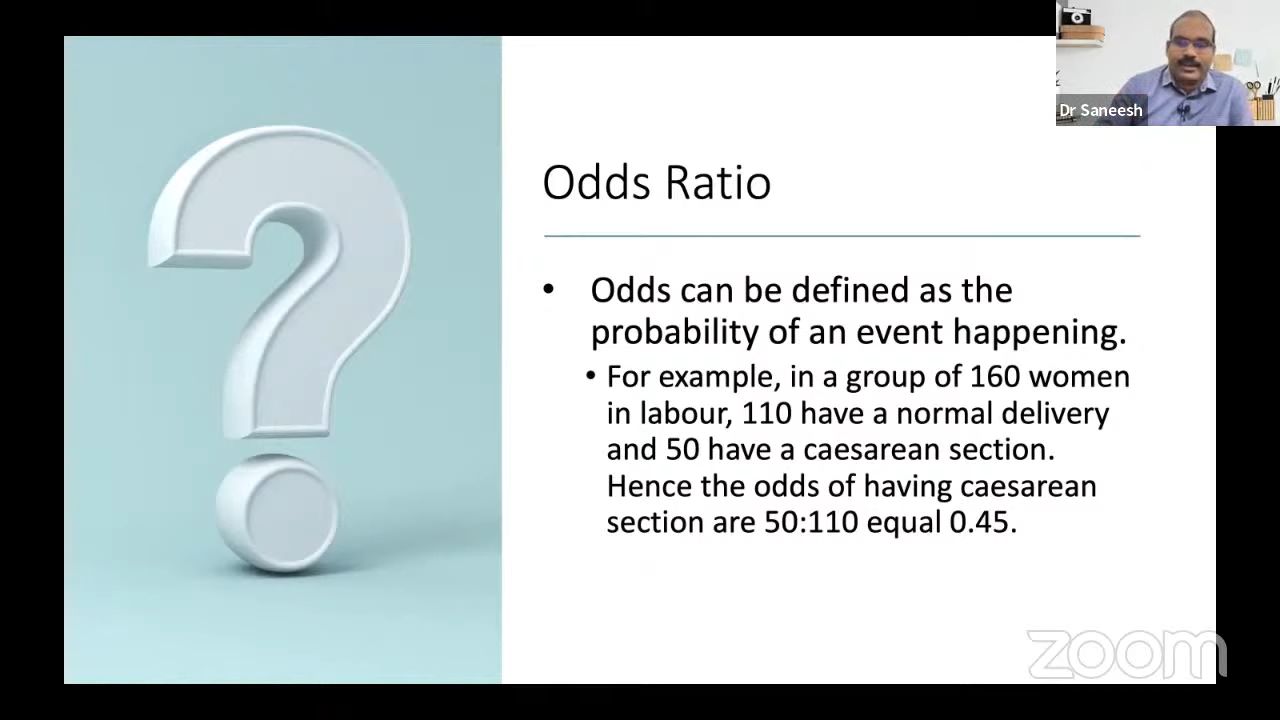 Dr Saneesh
Odds Ratio
• Odds can be defined as the
probability of an event happening.
• For example, in a group of 160 women
in labour, 110 have a normal delivery
and 50 have a caesarean section.
Hence the odds of having caesarean
section are 50:110 equal 0.45.
zoom